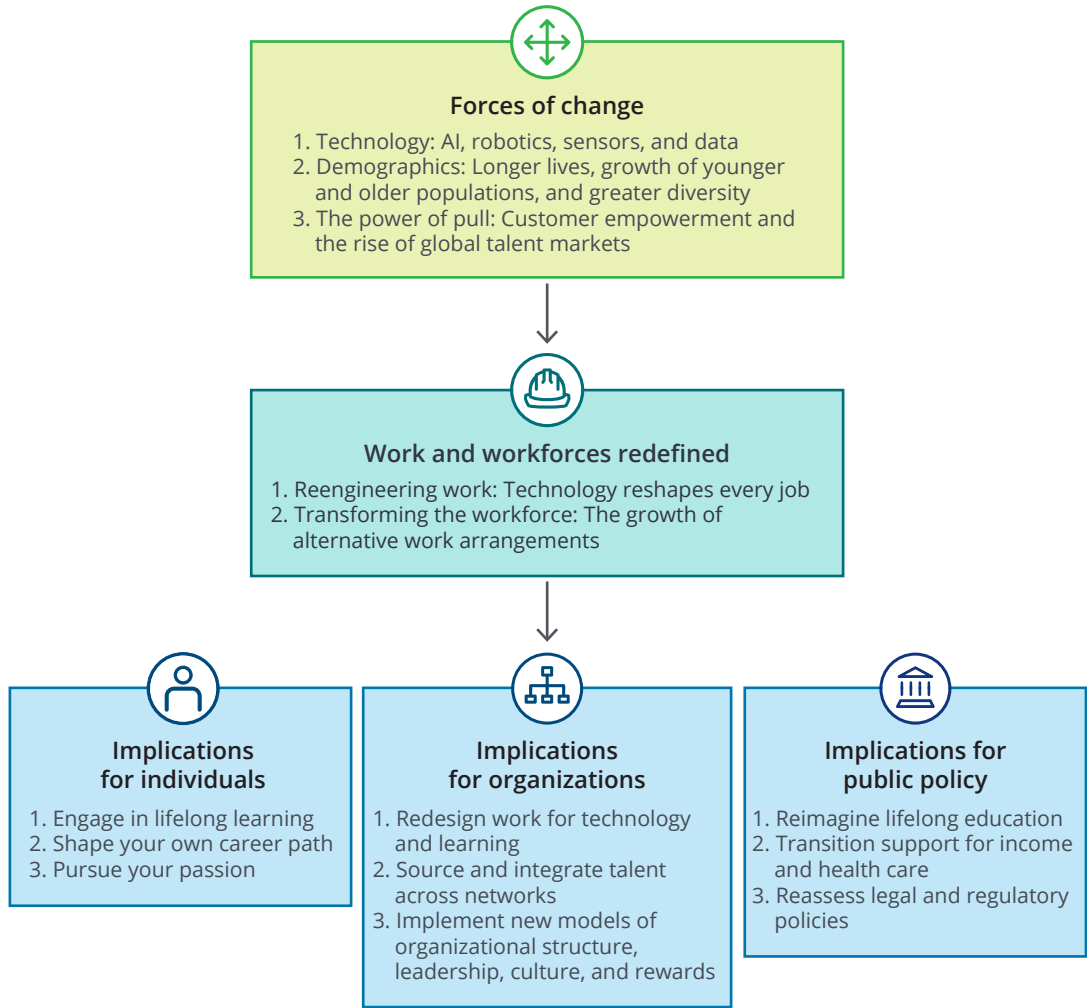 Forces of change
1. Technology: AI, robotics, sensors, and data
2. Demographics: Longer lives, growth of younger
and older populations, and greater diversity
3. The power of pull: Customer empowerment and
the rise of global talent markets
Work and workforces redefined
1. Reengineering work: Technology reshapes every job
2. Transforming the workforce: The growth of
alternative work arrangements
Implications
for individuals
1. Engage in lifelong learning
2. Shape your own career path
3. Pursue your passion
Implications
for organizations
1. Redesign work for technology
and learning
2. Source and integrate talent
across networks
3. Implement new models of
organizational structure,
leadership, culture, and rewards
Implications for
public policy
1. Reimagine lifelong education
2. Transition support for income
and health care
3. Reassess legal and regulatory
policies